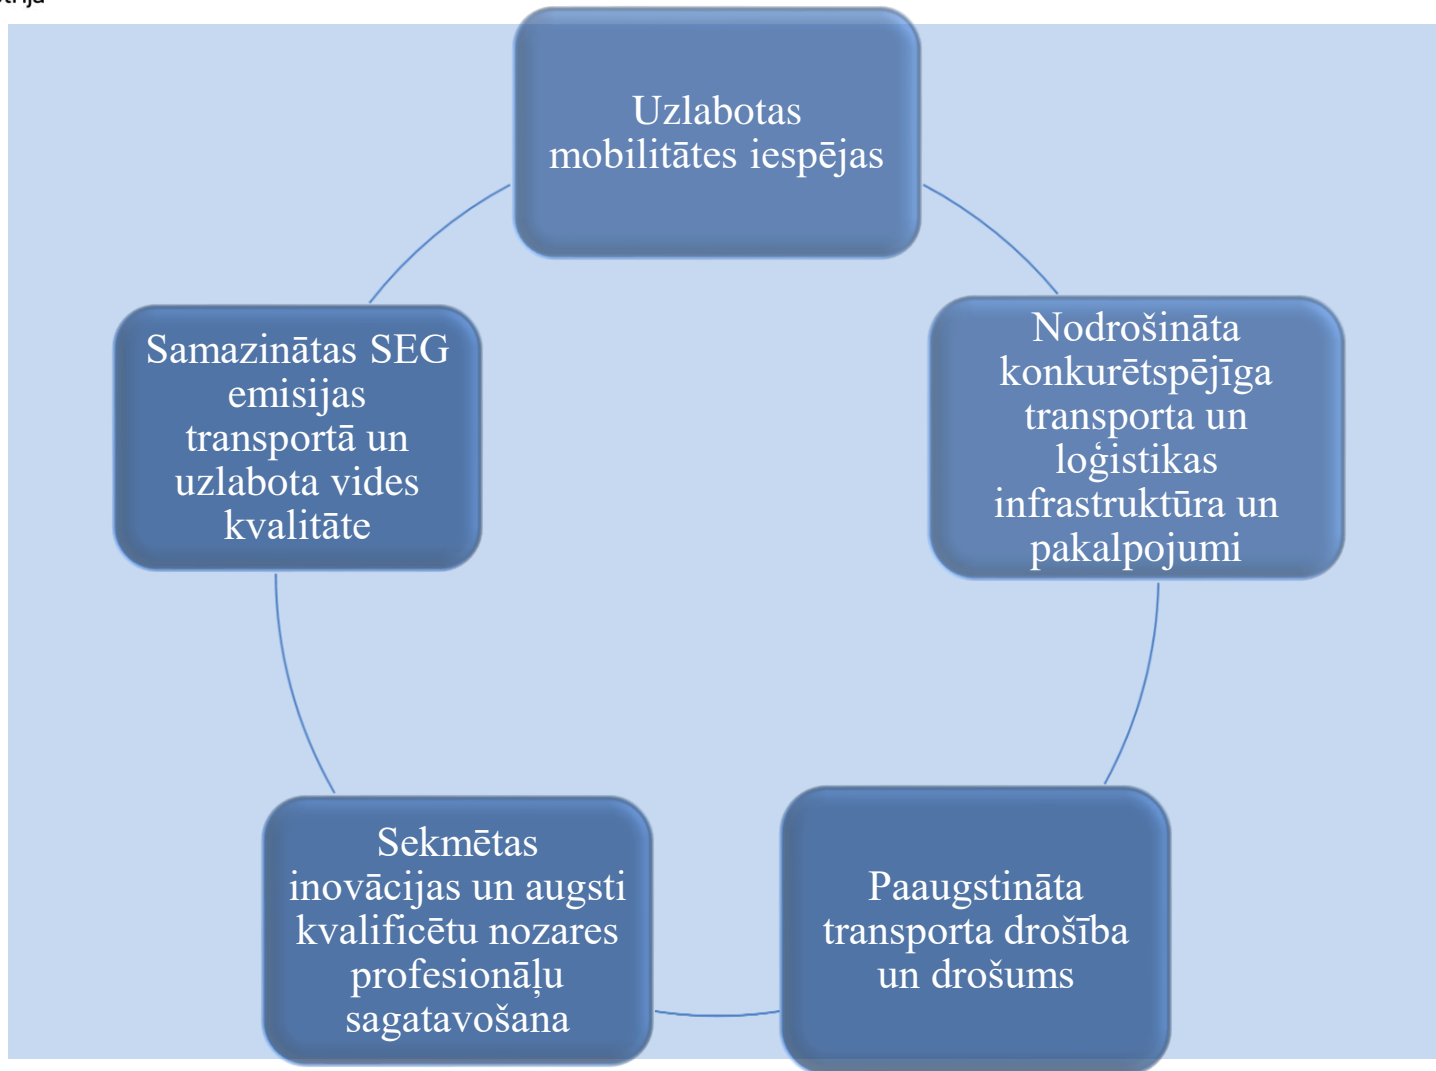 Uzlabotas
mobilitātes iespējas
Nodrošināta
konkurētspējīga
transporta un
loģistikas
infrastruktūra un
pakalpojumi
Paaugstināta
transporta drošība
un drošums
Sekmētas
inovācijas un augsti
kvalificētu nozares
profesionāļu
sagatavošana
Samazinātas SEG
emisijas
transportā un
uzlabota vides
kvalitāte